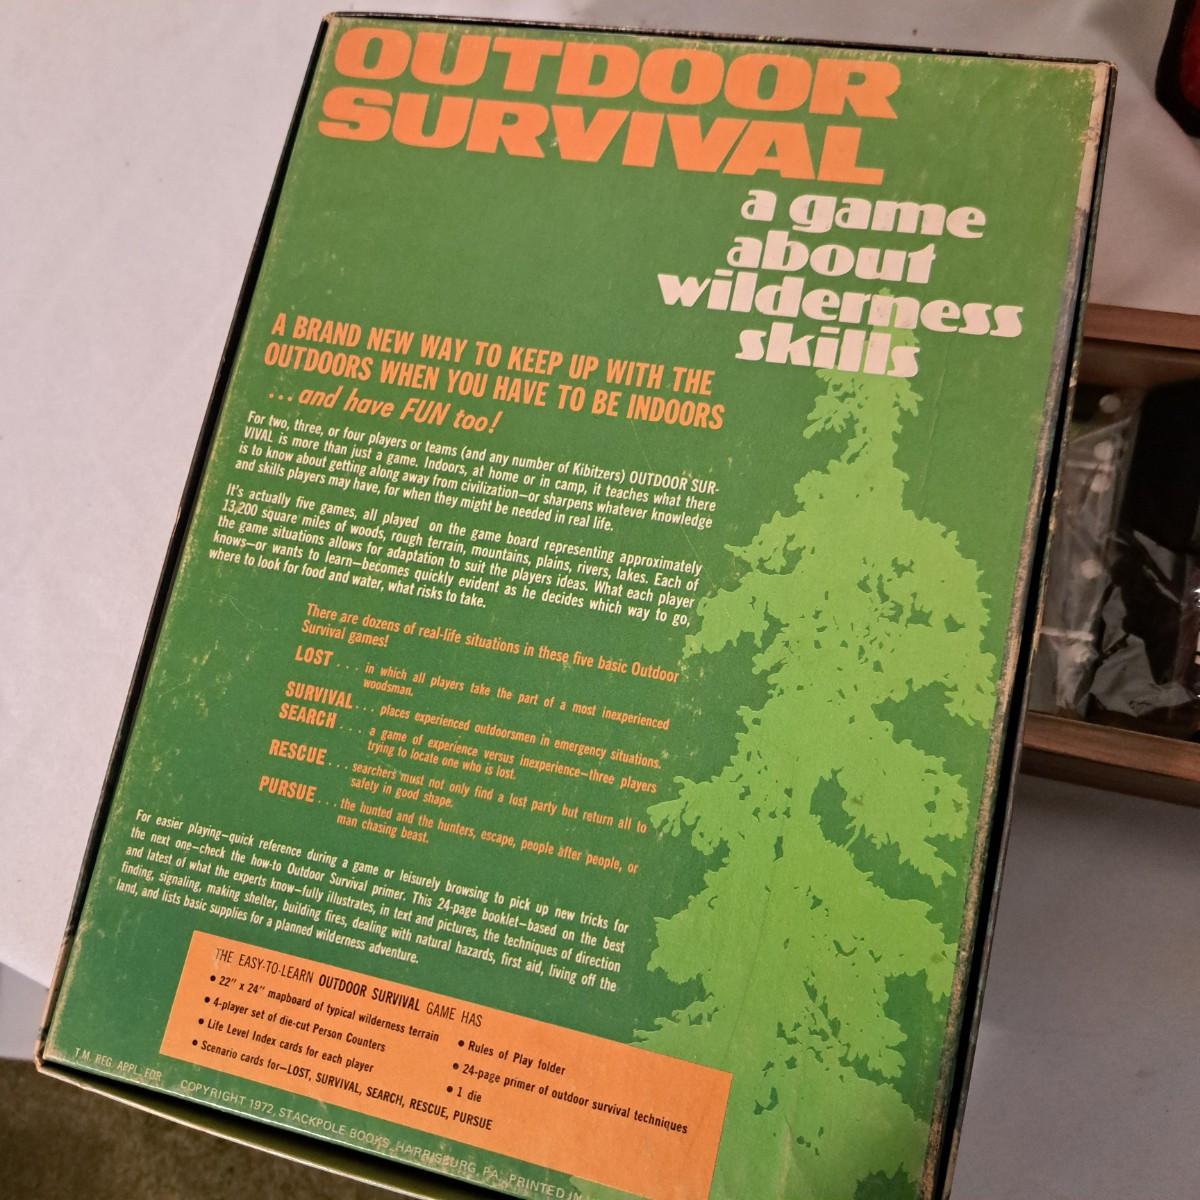 OUTDOOR
SURVIVAL
a game
about
wilderness
skills
A BRAND NEW WAY TO KEEP UP WITH THE
OUTDOORS WHEN YOU HAVE TO BE INDOORS
...and have FUN too!
For two, three, or four players or teams (and any number of Kibitzers) OUTDOOR SUR-
VIVAL is more than just a game. Indoors, at home or in camp, it teaches what there
is to know about getting along away from civilization—or sharpens whatever knowledge
and skills players may have, for when they might be needed in real life.
It's actually five games, all played on the game board representing approximately
13,200 square miles of woods, rough terrain, mountains, plains, rivers, lakes. Each of
the game situations allows for adaptation to suit the players ideas. What each player
knows—or wants to learn—becomes quickly evident as he decides which way to go,
where to look for food and water, what risks to take.
There are dozens of real-life situations in these five basic Outdoor
Survival games!
LOST... in which all players take the part of a most inexperienced
woodsman.
SURVIVAL... places experienced outdoorsmen in emergency situations.
SEARCH... a game of experience versus inexperience—three players
trying to locate one who is lost.
RESCUE... searchers must not only find a lost party but return all to
safety in good shape.
PURSUE... the hunted and the hunters, escape, people after people, or
man chasing beast.
For easier playing—quick reference during a game or leisurely browsing to pick up new tricks for
the next one—check the how-to Outdoor Survival primer. This 24-page booklet—based on the best
and latest of what the experts know—fully illustrates, in text and pictures, the techniques of direction
finding, signaling, making shelter, building fires, dealing with natural hazards, first aid, living off the
land, and lists basic supplies for a planned wilderness adventure.
THE EASY-TO-LEARN OUTDOOR SURVIVAL GAME HAS
• 22" x 24" mapboard of typical wilderness terrain
• 4-player set of die-cut Person Counters
• Life Level Index cards for each player
• Scenario cards for—LOST, SURVIVAL, SEARCH, RESCUE, PURSUE
• Rules of Play folder
• 24-page primer of outdoor survival techniques
• 1 die
T.M. REG. APPL. FOR COPYRIGHT 1972, STACKPOLE BOOKS, HARRISBURG, PA. PRINTED IN